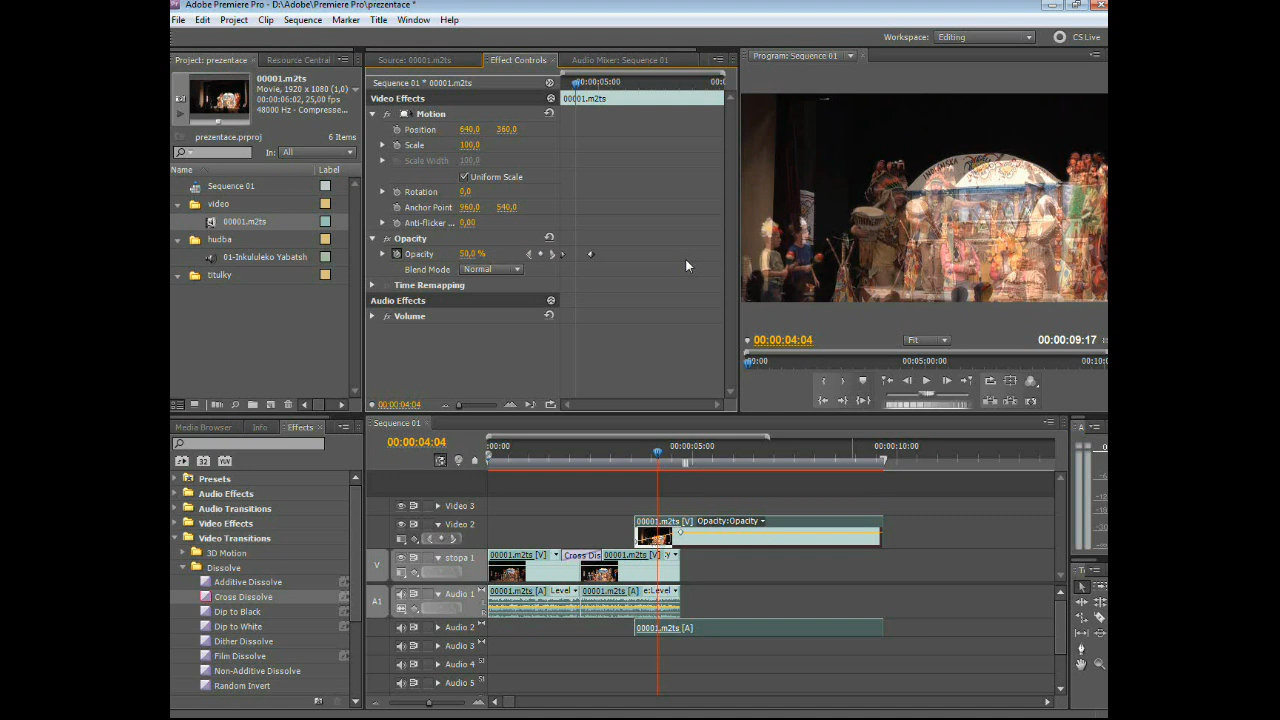 Adobe Premiere Pro - D:\Adobe\Premiere Pro\prezentace *
File Edit Project Clip Sequence Marker Title Window Help
Workspace: Editing CS Live
Project: prezentace Resource Central
00001.m2ts
Movie, 1920 x 1080 (1,0)
00:00:06:02, 25,00 fps
48000 Hz - Compresse...
prezentace.prproj 6 Items
In: All
Name Label
Sequence 01
video
00001.m2ts
hudba
01-Inkululeko Yabatsh
titulky
Source: 00001.m2ts Effect Controls Audio Mixer: Sequence 01
Sequence 01 * 00001.m2ts 00:00:05:00 00:0
Video Effects 00001.m2ts
Motion
Position 640,0 360,0
Scale 100,0
Scale Width 100,0
Uniform Scale
Rotation 0,0
Anchor Point 960,0 540,0
Anti-flicker ... 0,00
Opacity
Opacity 50,0 %
Blend Mode Normal
Time Remapping
Audio Effects
Volume
00:00:04:04
Program: Sequence 01
00:00:04:04 Fit 00:00:09:17
00:00 00:05:00:00 00:10:0
Media Browser Info Effects
Presets
Audio Effects
Audio Transitions
Video Effects
Video Transitions
3D Motion
Dissolve
Additive Dissolve
Cross Dissolve
Dip to Black
Dip to White
Dither Dissolve
Film Dissolve
Non-Additive Dissolve
Random Invert
Sequence 01
00:00:04:04 :00:00 00:00:05:00 00:00:10:00
Video 3
Video 2 00001.m2ts [V] Opacity:Opacity
V stopa 1 00001.m2ts [V] Cross Dis 00001.m2ts [V] :y
A1 Audio 1 00001.m2ts [A] Level 00001.m2ts [A] e:Level
L
R
Audio 2 00001.m2ts [A]
Audio 3
Audio 4
Audio 5
A
0
T